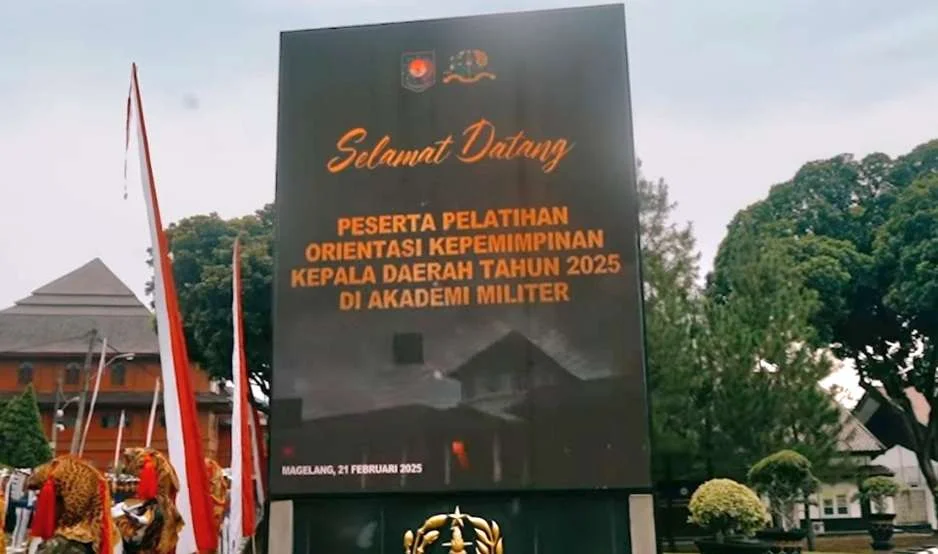 Selamat Datang
PESERTA PELATIHAN
ORIENTASI KEPEMIMPINAN
KEPALA DAERAH TAHUN 2025
DI AKADEMI MILITER
MAGELANG, 21 FEBRUARI 2025